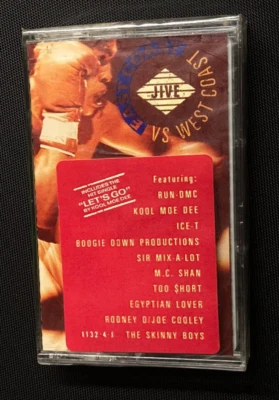 JIVE
VS. WEST COAST
INCLUDES THE
HIT SINGLE
"LET'S GO"
BY KOOL MOE DEE
Featuring:
RUN-DMC
KOOL MOE DEE
ICE-T
BOOGIE DOWN PRODUCTIONS
SIR MIX-A-LOT
M.C. SHAN
TOO $HORT
EGYPTIAN LOVER
RODNEY O/JOE COOLEY
1132-4-J THE SKINNY BOYS